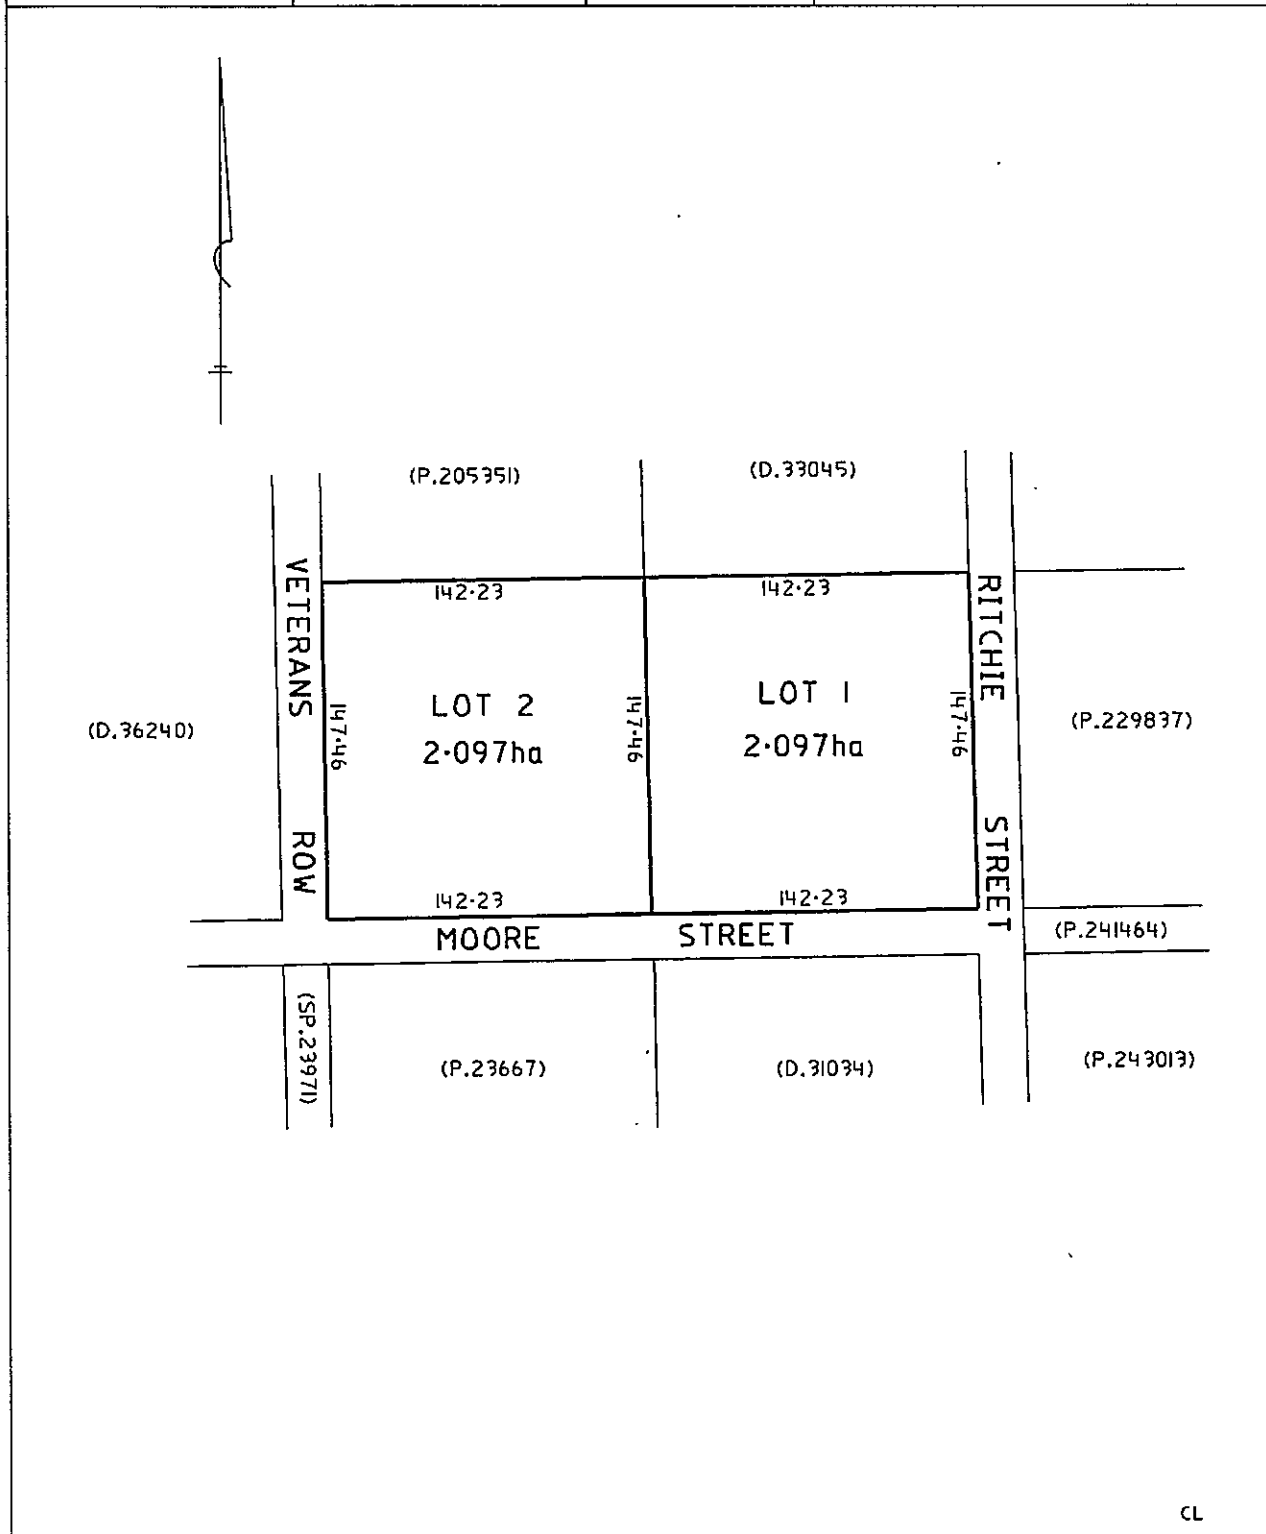 (P.205351)
(D.33045)
VETERANS ROW
RITCHIE STREET
142·23
142·23
LOT 2
2·097ha
LOT 1
2·097ha
147·46
147·46
147·46
(D.36240)
(P.229837)
142·23
142·23
MOORE STREET
(P.241464)
(SP.23971)
(P.23667)
(D.31034)
(P.243013)
CL